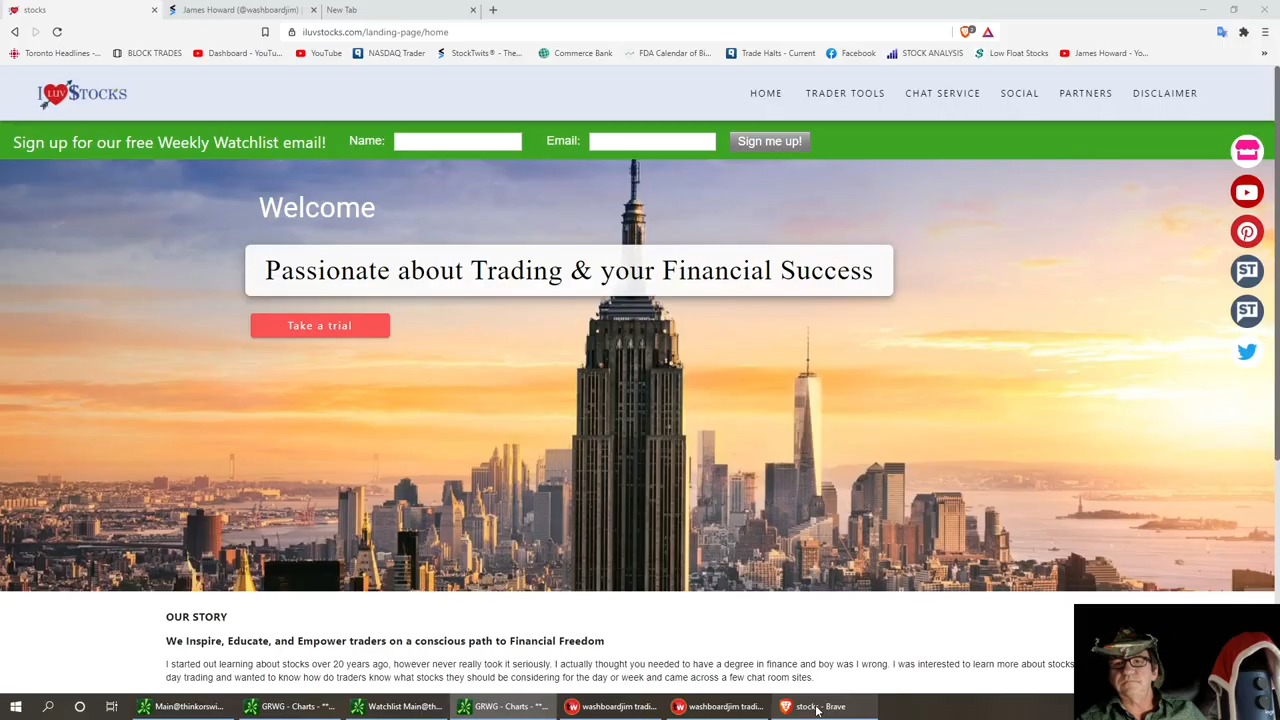 stocks
James Howard (@washboardjim) |
New Tab
iluvstocks.com/landing-page/home
Toronto Headlines -...
BLOCK TRADES
Dashboard - YouTu...
YouTube
NASDAQ Trader
StockTwits® - The...
Commerce Bank
FDA Calendar of Bi...
Trade Halts - Current
Facebook
STOCK ANALYSIS
Low Float Stocks
James Howard - Yo...
I LUV $TOCKS
HOME
TRADER TOOLS
CHAT SERVICE
SOCIAL
PARTNERS
DISCLAIMER
Sign up for our free Weekly Watchlist email!
Name:
Email:
Sign me up!
Welcome
Passionate about Trading & your Financial Success
Take a trial
ST
ST
OUR STORY
We Inspire, Educate, and Empower traders on a conscious path to Financial Freedom
I started out learning about stocks over 20 years ago, however never really took it seriously. I actually thought you needed to have a degree in finance and boy was I wrong. I was interested to learn more about stocks
day trading and wanted to know how do traders know what stocks they should be considering for the day or week and came across a few chat room sites.
Main@thinkorswi...
GRWG - Charts - **...
Watchlist Main@th...
GRWG - Charts - **...
washboardjim tradi...
washboardjim tradi...
stocks - Brave